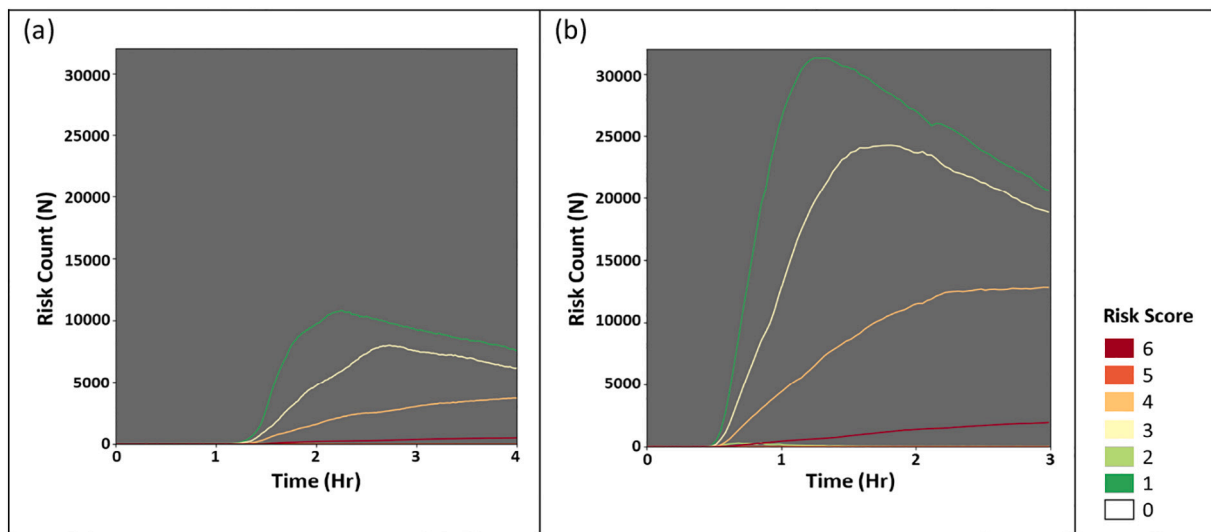 (a)
30000
25000
20000
15000
10000
5000
0
Risk Count (N)
0 1 2 3 4
Time (Hr)
(b)
30000
25000
20000
15000
10000
5000
0
Risk Count (N)
0 1 2 3
Time (Hr)
Risk Score
6
5
4
3
2
1
0